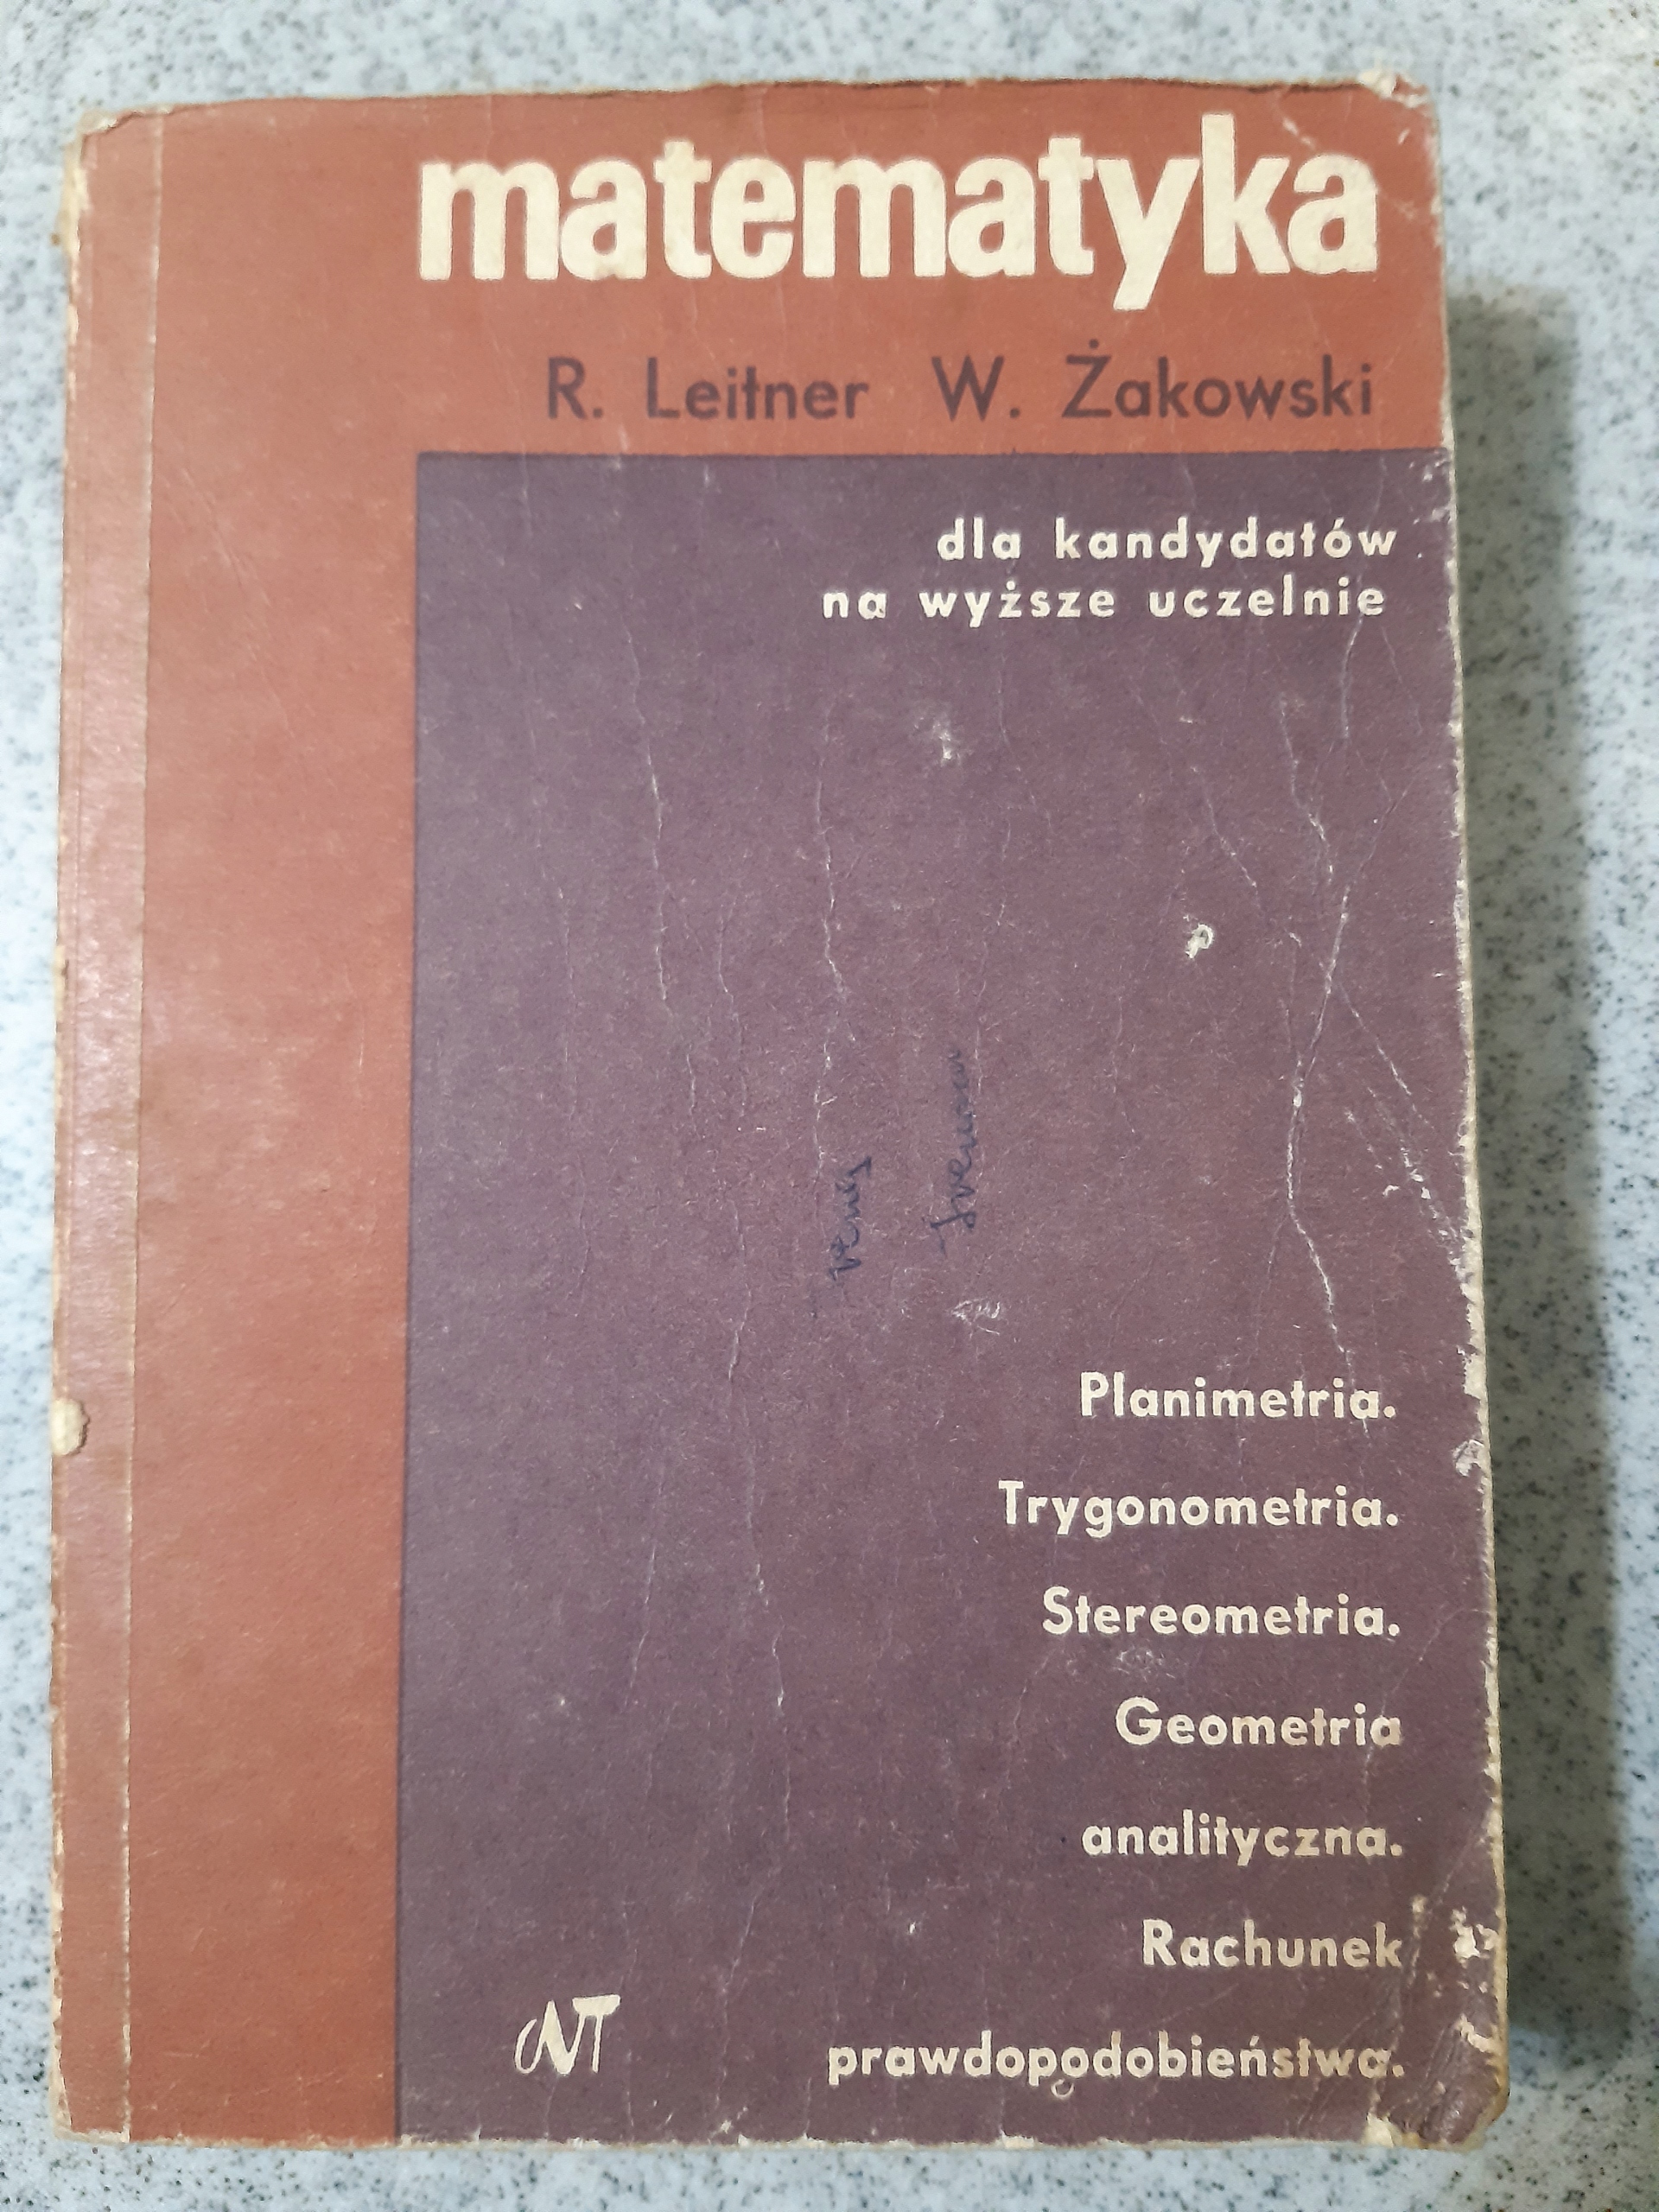 matematyka
R. Leitner W. Żakowski
dla kandydatów
na wyższe uczelnie
Planimetria.
Trygonometria.
Stereometria.
Geometria
analityczna.
Rachunek
prawdopodobieństwa.
WNT